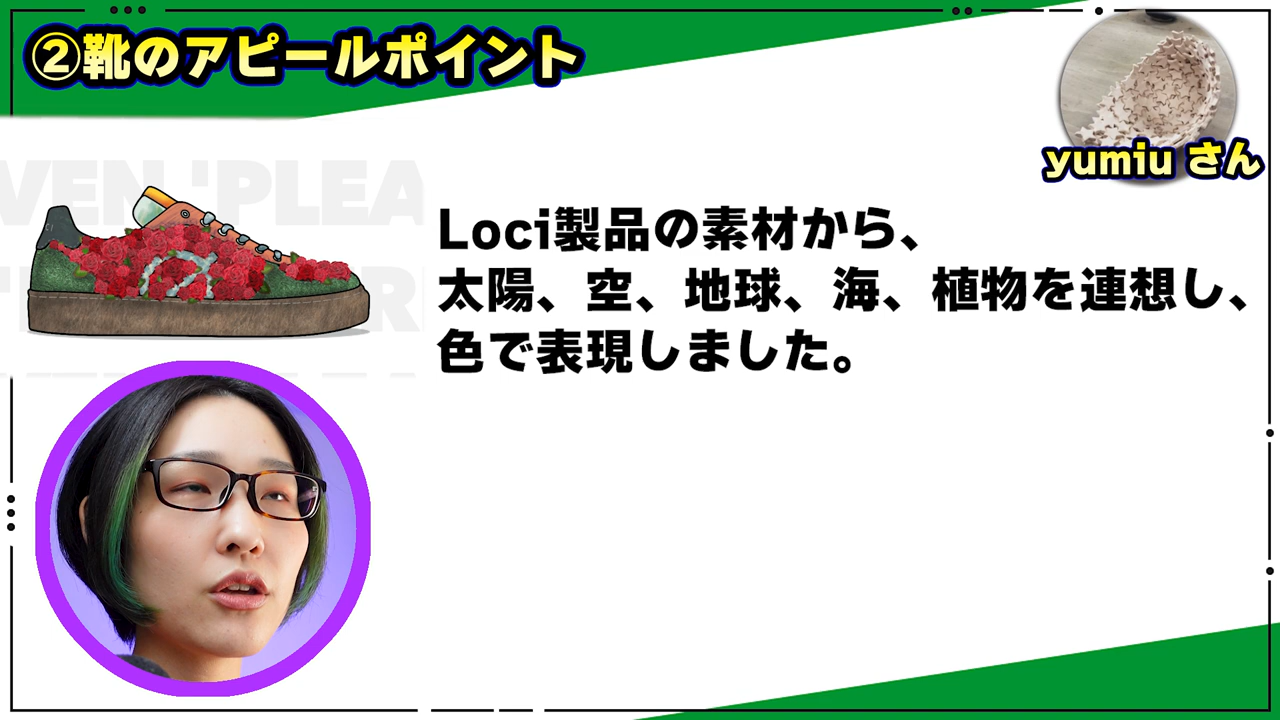 ②靴のアピールポイント
yumiu さん
VEN 'PLEA
Loci製品の素材から、
太陽、空、地球、海、植物を連想し、
色で表現しました。